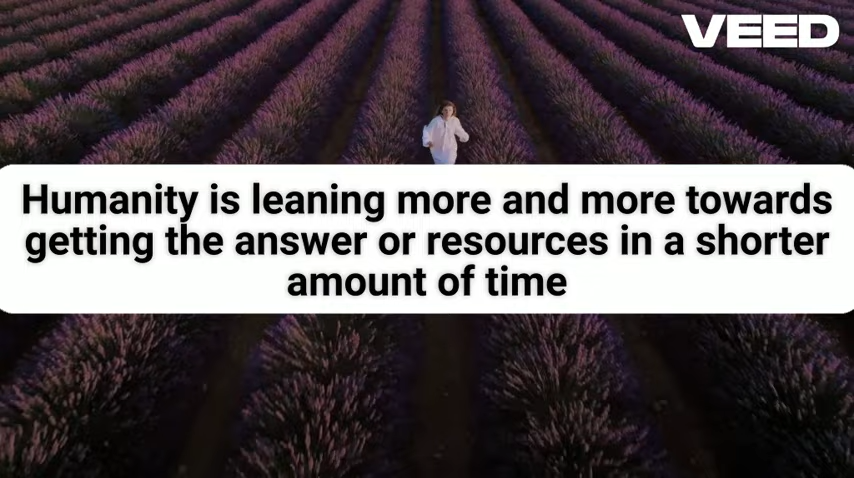 VEED
Humanity is leaning more and more towards
getting the answer or resources in a shorter
amount of time